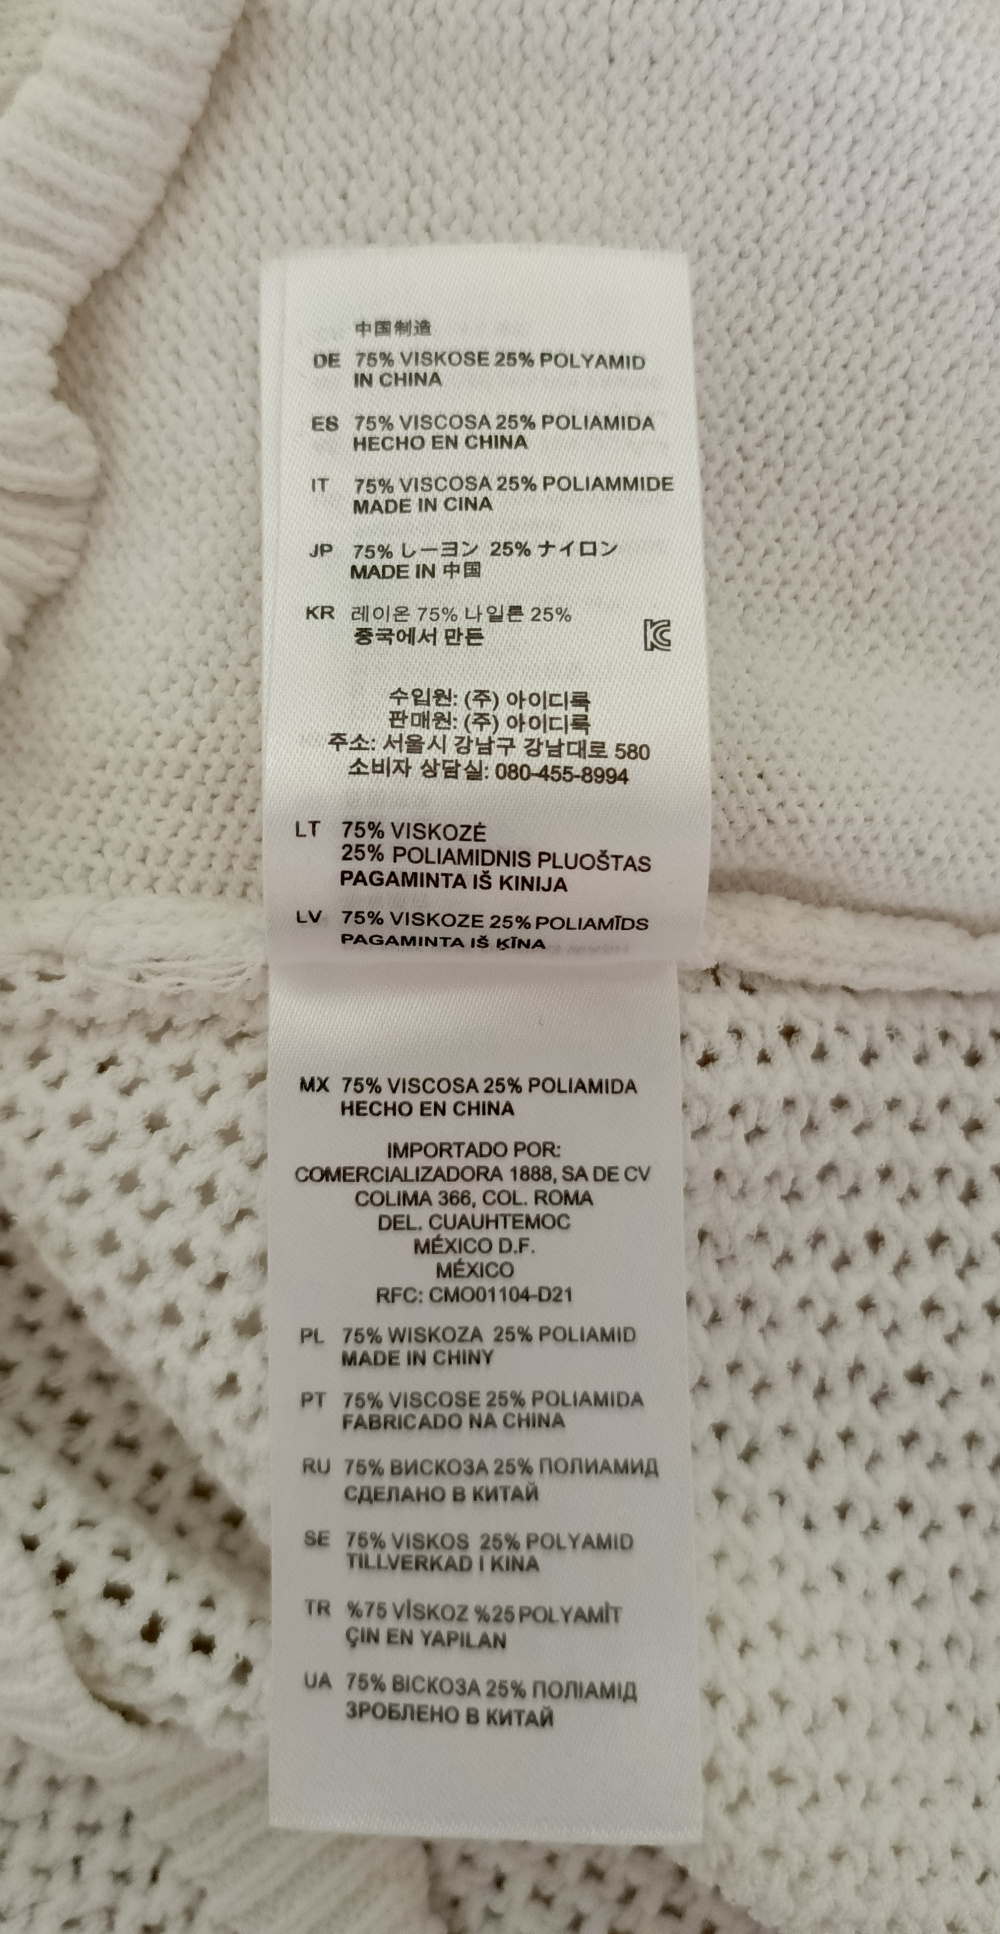 中国制造
DE 75% VISKOSE 25% POLYAMID
IN CHINA
ES 75% VISCOSA 25% POLIAMIDA
HECHO EN CHINA
IT 75% VISCOSA 25% POLIAMMIDE
MADE IN CINA
JP 75% レーヨン 25% ナイロン
MADE IN 中国
KR 레이온 75% 나일론 25%
중국에서 만든
수입원: (주) 아이디룩
판매원: (주) 아이디룩
주소: 서울시 강남구 강남대로 580
소비자 상담실: 080-455-8994
LT 75% VISKOZĖ
25% POLIAMIDNIS PLUOŠTAS
PAGAMINTA IŠ KINIJA
LV 75% VISKOZE 25% POLIAMĪDS
PAGAMINTA IŠ ĶĪNA
MX 75% VISCOSA 25% POLIAMIDA
HECHO EN CHINA
IMPORTADO POR:
COMERCIALIZADORA 1888, SA DE CV
COLIMA 366, COL. ROMA
DEL. CUAUHTEMOC
MÉXICO D.F.
MÉXICO
RFC: CMO01104-D21
PL 75% WISKOZA 25% POLIAMID
MADE IN CHINY
PT 75% VISCOSE 25% POLIAMIDA
FABRICADO NA CHINA
RU 75% ВИСКОЗА 25% ПОЛИАМИД
СДЕЛАНО В КИТАЙ
SE 75% VISKOS 25% POLYAMID
TILLVERKAD I KINA
TR %75 VİSKOZ %25 POLYAMİT
ÇIN EN YAPILAN
UA 75% ВІСКОЗА 25% ПОЛІАМІД
ЗРОБЛЕНО В КИТАЙ